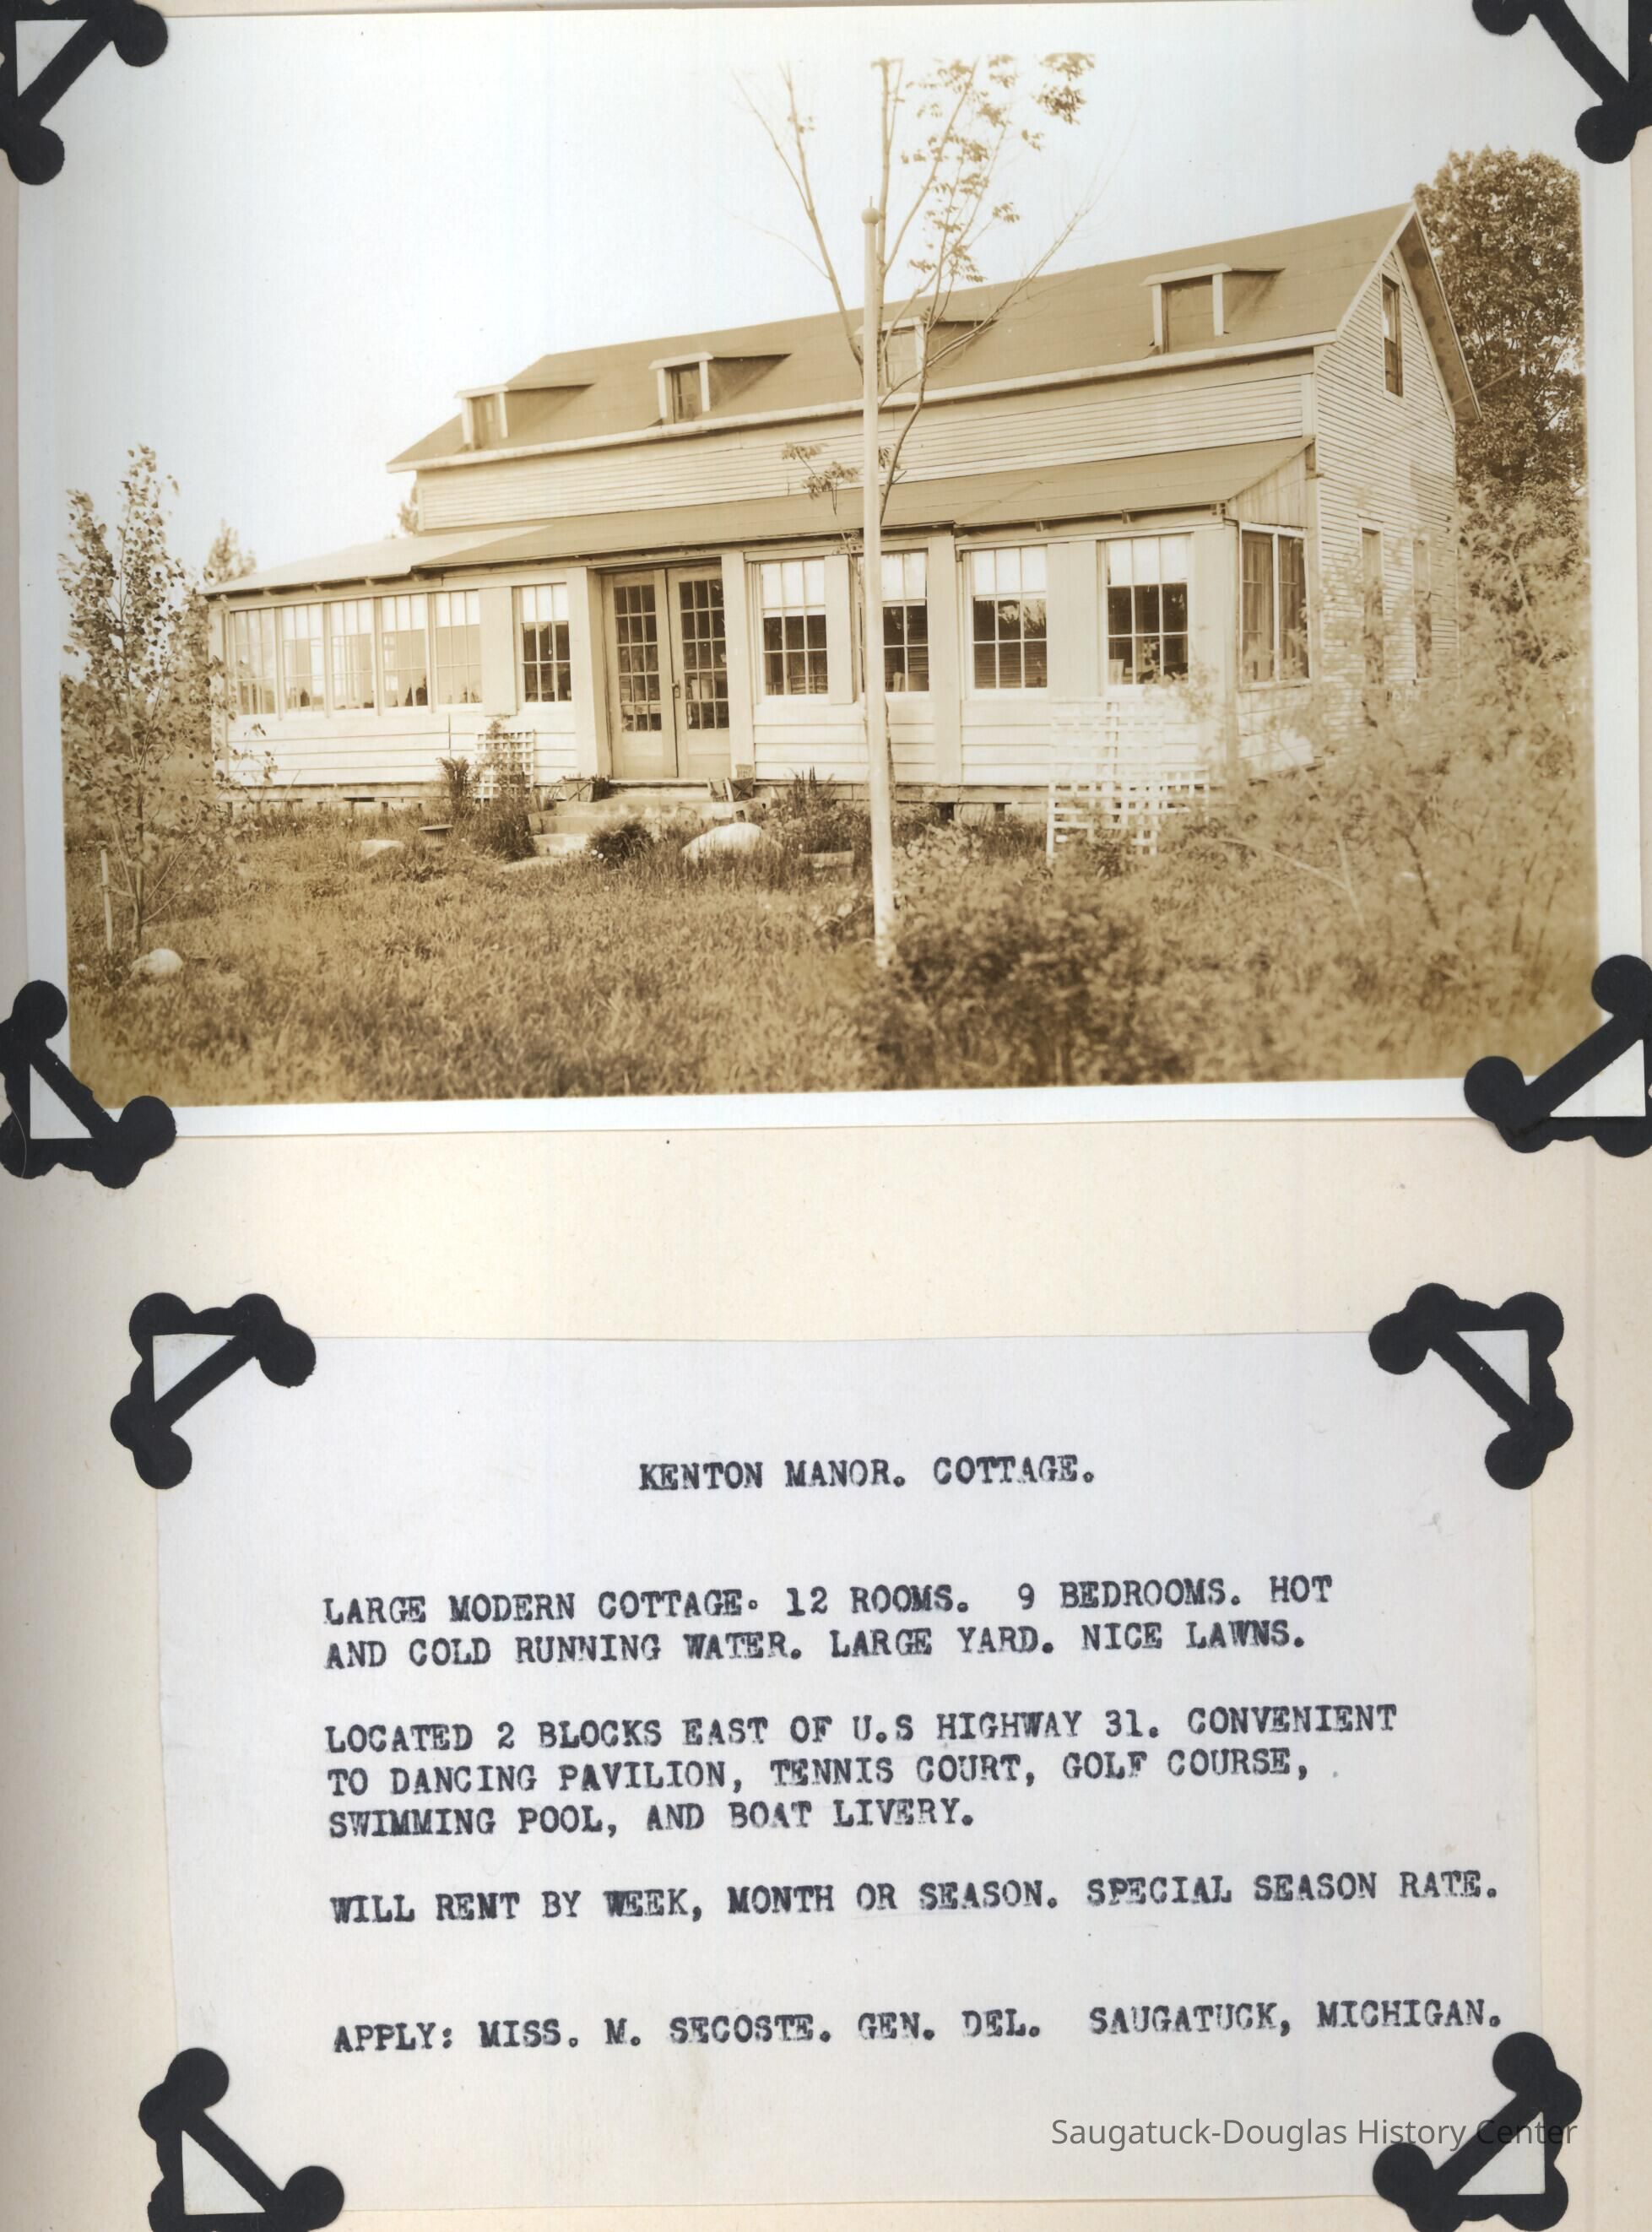 KENTON MANOR. COTTAGE.
LARGE MODERN COTTAGE. 12 ROOMS. 9 BEDROOMS. HOT
AND COLD RUNNING WATER. LARGE YARD. NICE LAWNS.
LOCATED 2 BLOCKS EAST OF U.S HIGHWAY 31. CONVENIENT
TO DANCING PAVILION, TENNIS COURT, GOLF COURSE,
SWIMMING POOL, AND BOAT LIVERY.
WILL RENT BY WEEK, MONTH OR SEASON. SPECIAL SEASON RATE.
APPLY: MISS. M. SECOSTE. GEN. DEL. SAUGATUCK, MICHIGAN.
Saugatuck-Douglas History Center